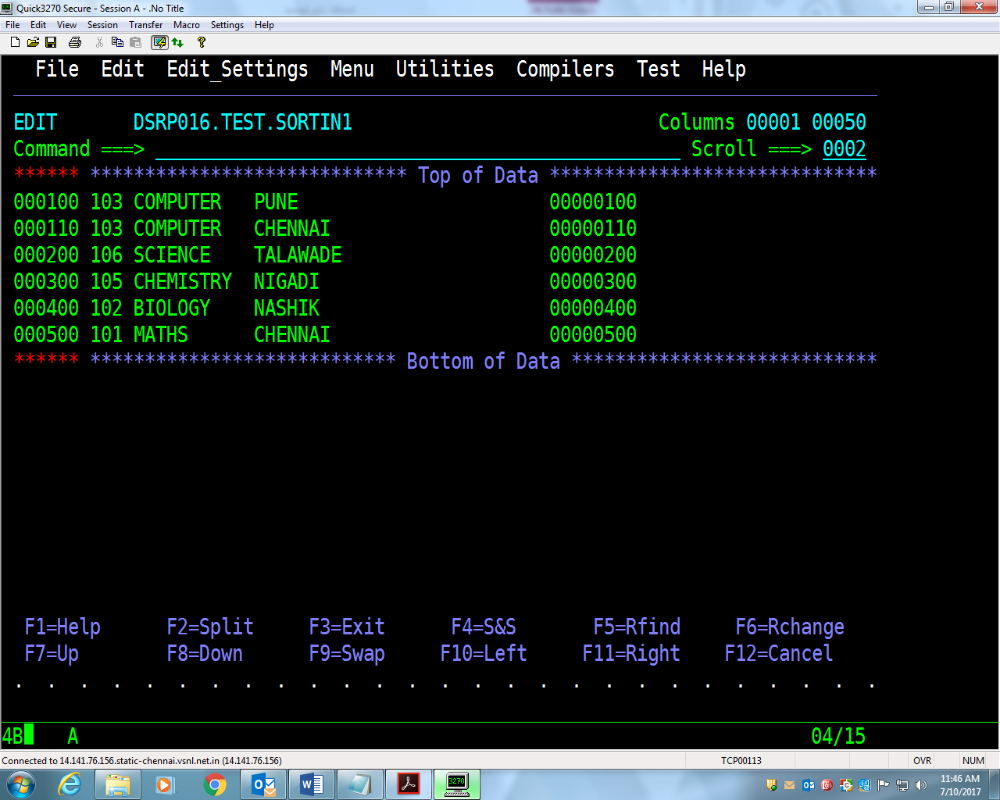 Quick3270 Secure - Session A - .No Title
File Edit View Session Transfer Macro Settings Help
File Edit Edit_Settings Menu Utilities Compilers Test Help
EDIT DSRP016.TEST.SORTIN1 Columns 00001 00050
Command ===> Scroll ===> 0002
****** ***************************** Top of Data ******************************
000100 103 COMPUTER PUNE 00000100
000110 103 COMPUTER CHENNAI 00000110
000200 106 SCIENCE TALAWADE 00000200
000300 105 CHEMISTRY NIGADI 00000300
000400 102 BIOLOGY NASHIK 00000400
000500 101 MATHS CHENNAI 00000500
****** **************************** Bottom of Data ****************************
F1=Help F2=Split F3=Exit F4=S&S F5=Rfind F6=Rchange
F7=Up F8=Down F9=Swap F10=Left F11=Right F12=Cancel
. . . . . . . . . . . . . . . . . . . . . . . . . . .
4B A 04/15
Connected to 14.141.76.156.static-chennai.vsnl.net.in (14.141.76.156) TCP00113 OVR NUM
3270
11:46 AM
7/10/2017